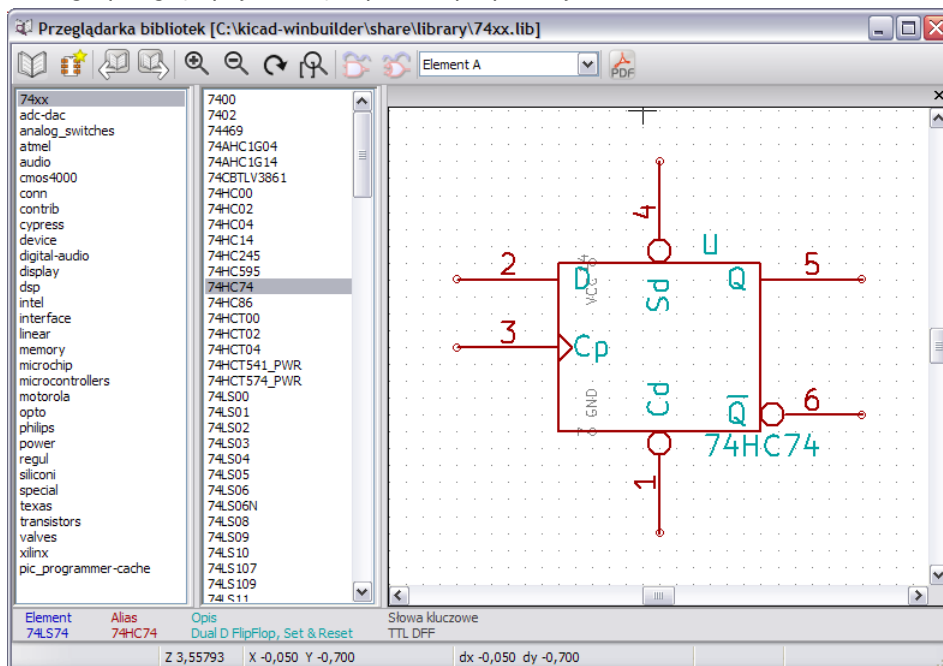 Przeglądarka bibliotek [C:\kicad-winbuilder\share\library\74xx.lib]
Element A
PDF
74xx
adc-dac
analog_switches
atmel
audio
cmos4000
conn
contrib
cypress
device
digital-audio
display
dsp
intel
interface
linear
memory
microchip
microcontrollers
motorola
opto
philips
power
regul
siliconi
special
texas
transistors
valves
xilinx
pic_programmer-cache
7400
7402
74469
74AHC1G04
74AHC1G14
74CBTLV3861
74HC00
74HC02
74HC04
74HC14
74HC245
74HC595
74HC74
74HC86
74HCT00
74HCT02
74HCT04
74HCT541_PWR
74HCT574_PWR
74LS00
74LS01
74LS02
74LS03
74LS04
74LS05
74LS06
74LS06N
74LS08
74LS09
74LS10
74LS107
74LS109
74LS11
4
U
2
D
VCC
Sd
Q
5
3
Cp
GND
7
Cd
Q
6
74HC74
1
Element Alias Opis Słowa kluczowe
74LS74 74HC74 Dual D FlipFlop, Set & Reset TTL DFF
Z 3,55793 X -0,050 Y -0,700 dx -0,050 dy -0,700